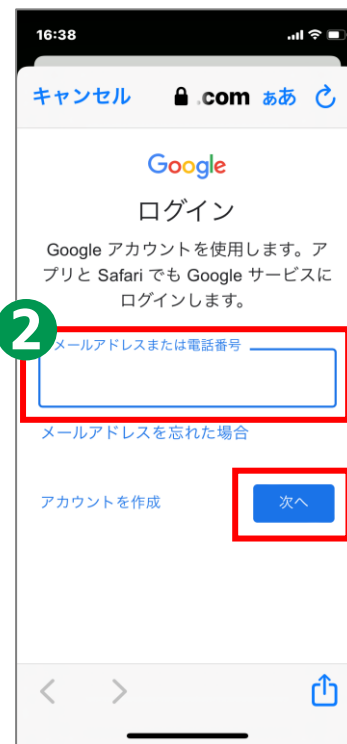 16:38
キャンセル .com ああ
Google
ログイン
Google アカウントを使用します。ア
プリと Safari でも Google サービスに
ログインします。
2
メールアドレスまたは電話番号
メールアドレスを忘れた場合
アカウントを作成 次へ